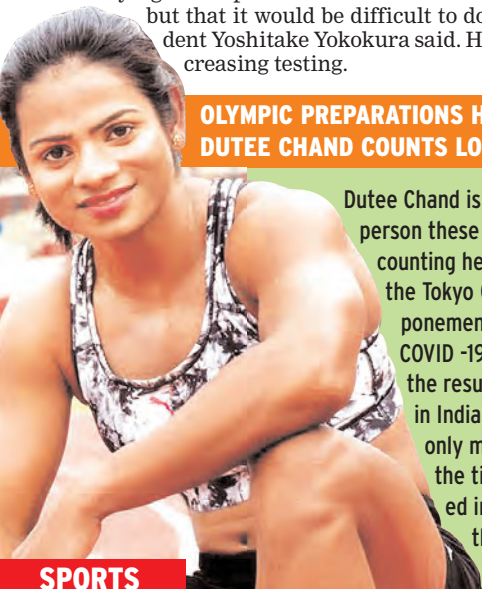 but that it would be difficult to do
dent Yoshitake Yokokura said. H
creasing testing.
OLYMPIC PREPARATIONS H
DUTEE CHAND COUNTS LO
Dutee Chand is
person these
counting he
the Tokyo
ponemen
COVID -19
the resu
in India
only m
the ti
ed in
th
SPORTS